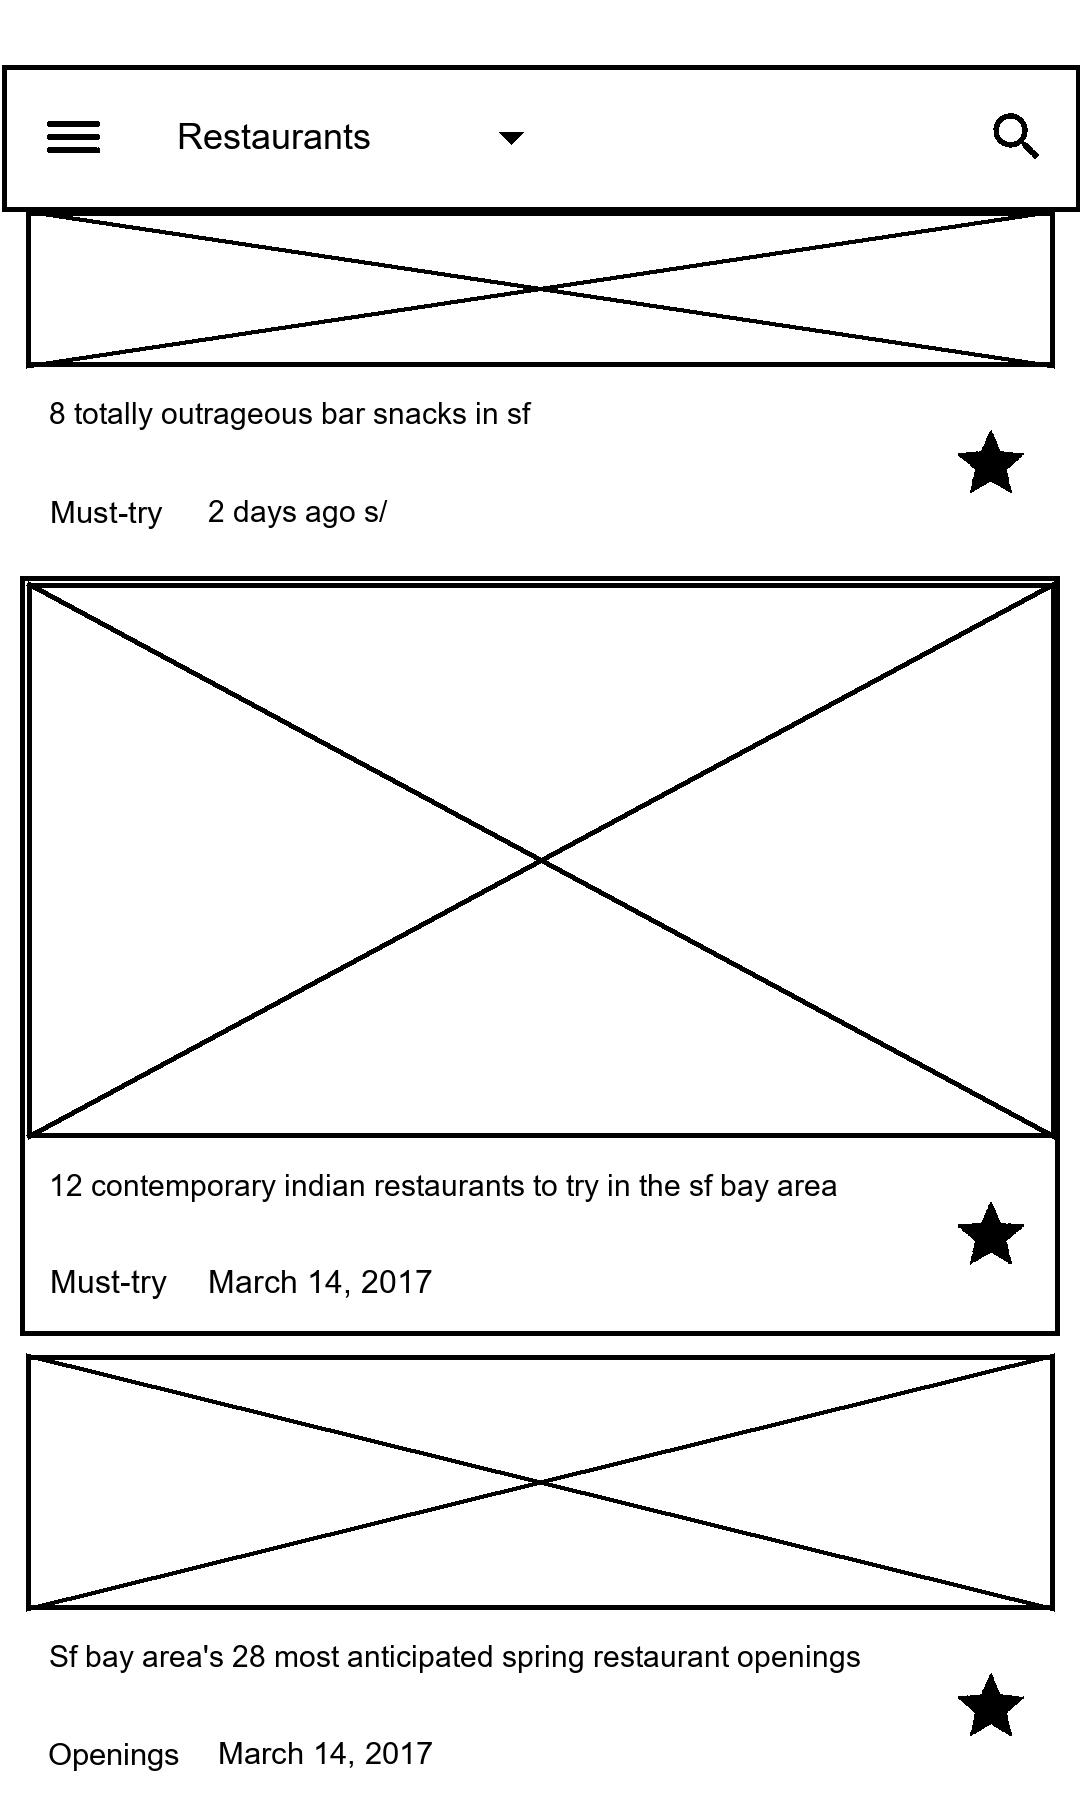 Restaurants
8 totally outrageous bar snacks in sf
Must-try 2 days ago s/
12 contemporary indian restaurants to try in the sf bay area
Must-try March 14, 2017
Sf bay area's 28 most anticipated spring restaurant openings
Openings March 14, 2017